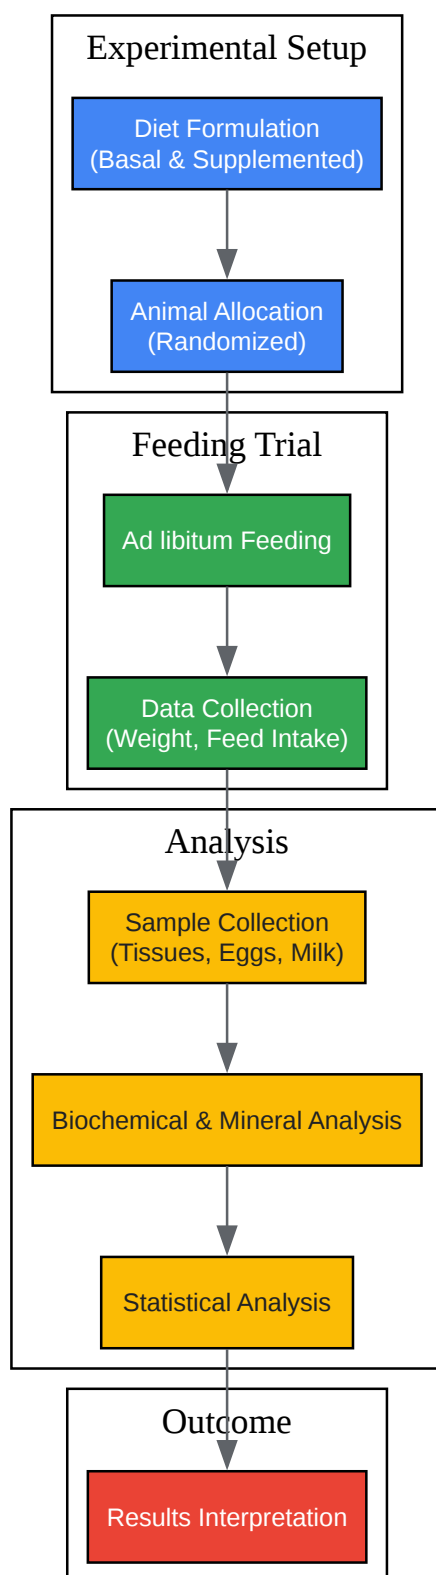 Experimental Setup
Diet Formulation
(Basal & Supplemented)
Animal Allocation
(Randomized)
Feeding Trial
Ad libitum Feeding
Data Collection
(Weight, Feed Intake)
Analysis
Sample Collection
(Tissues, Eggs, Milk)
Biochemical & Mineral Analysis
Statistical Analysis
Outcome
Results Interpretation